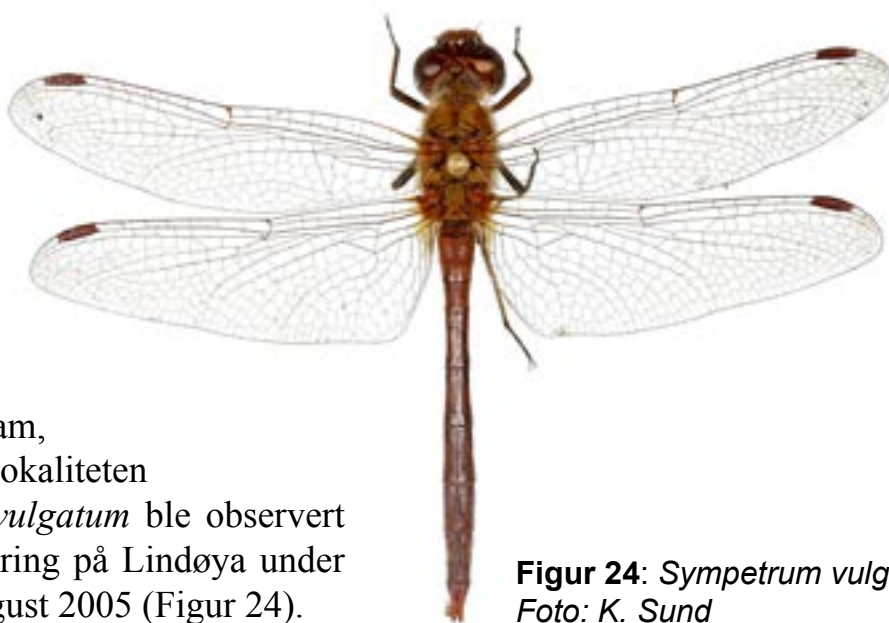 am,
okaliteten
vulgatum ble observert
ring på Lindøya under
gust 2005 (Figur 24).
Figur 24: Sympetrum vulg
Foto: K. Sund